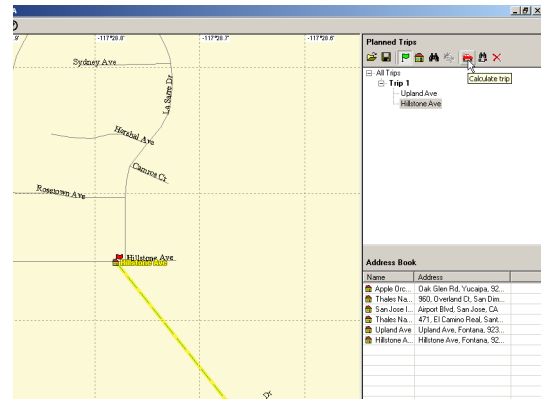 A
.9'
-117°28.8'
-117°28.7'
-117°28.6'
Sydney Ave
La Sarre Dr
Camros Ct
Rosetown Ave
Hillstone Ave
Hillstone Ave
Dr
Planned Trips
Calculate trip
All Trips
Trip 1
Upland Ave
Hillstone Ave
Address Book
Name Address
Apple Orc... Oak Glen Rd, Yucaipa, 92...
Thales Na... 960, Overland Ct, San Dim...
San Jose I... Airport Blvd, San Jose, CA
Thales Na... 471, El Camino Real, Sant...
Upland Ave Upland Ave, Fontana, 923...
Hillstone A... Hillstone Ave, Fontana, 92...